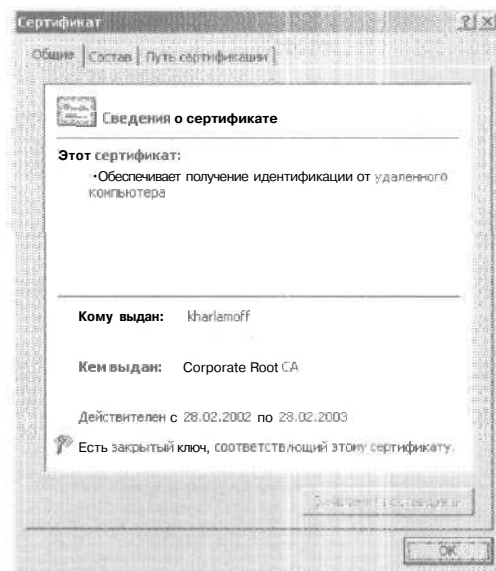 Сертификат
Общие Состав Путь сертификации
Сведения о сертификате
Этот сертификат:
•Обеспечивает получение идентификации от удаленного
компьютера
Кому выдан: kharlamoff
Кем выдан: Corporate Root CA
Действителен с 28.02.2002 по 28.02.2003
Есть закрытый ключ, соответствующий этому сертификату.
OK